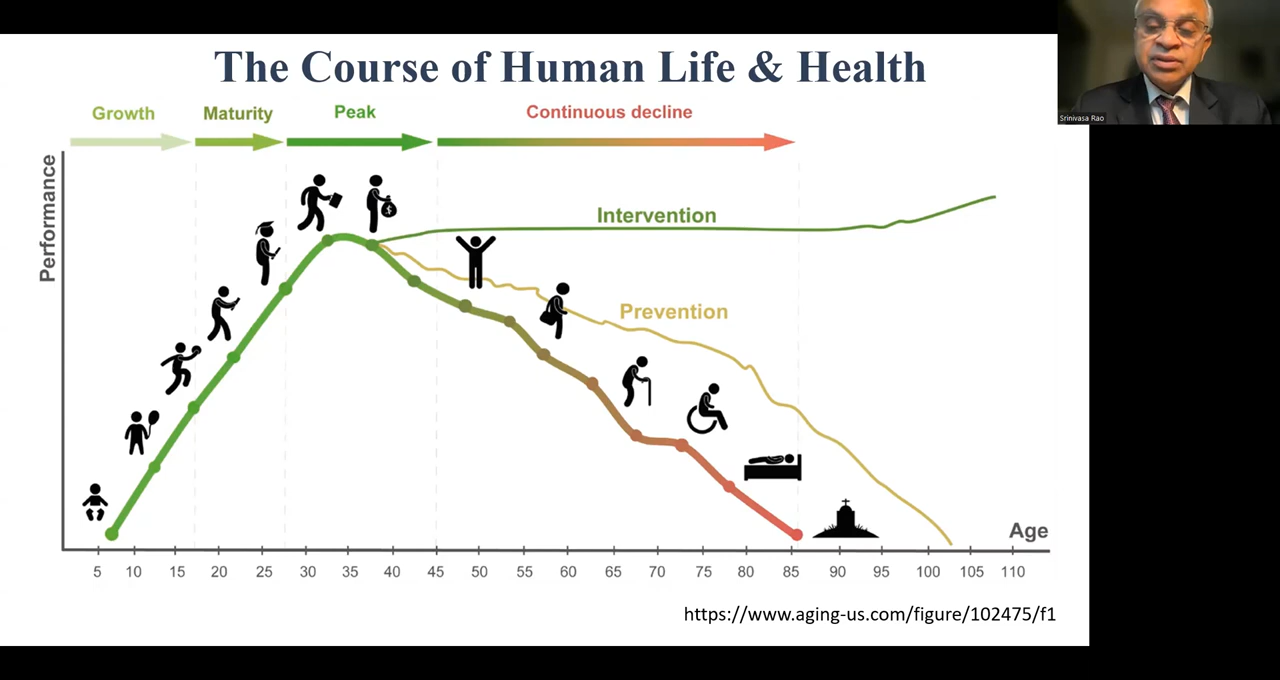 The Course of Human Life & Health
Srinivasa Rao
Growth Maturity Peak Continuous decline
Performance
$
Intervention
Prevention
Age
5 10 15 20 25 30 35 40 45 50 55 60 65 70 75 80 85 90 95 100 105 110
https://www.aging-us.com/figure/102475/f1